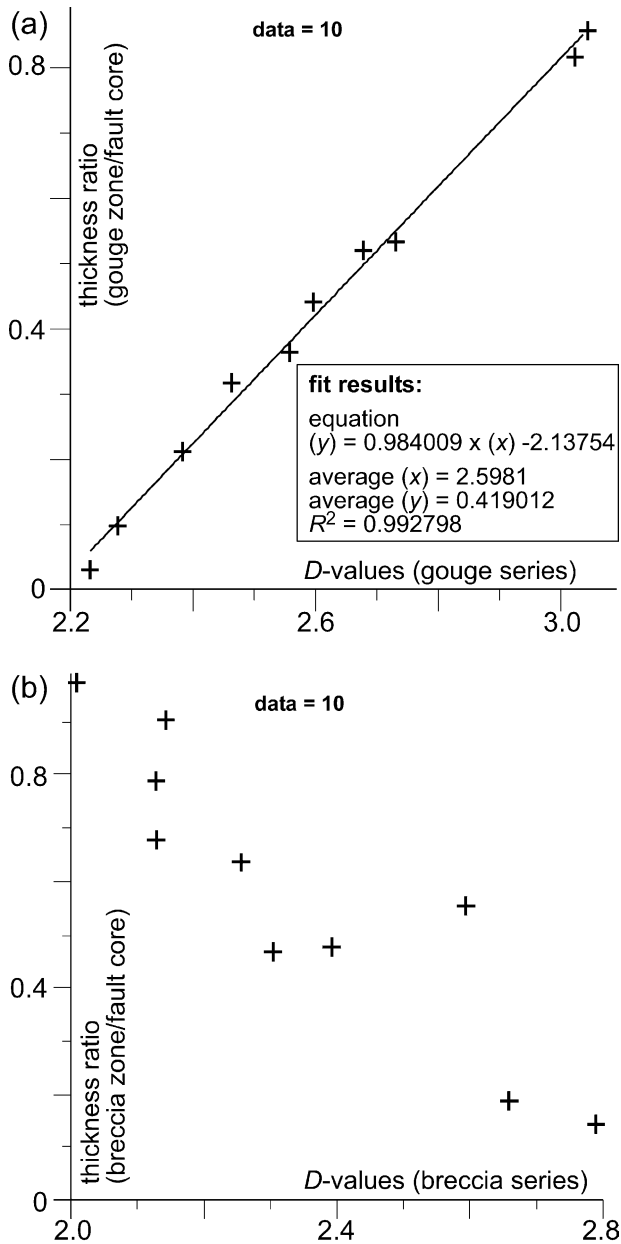 (a)
data = 10
0.8
thickness ratio
(gouge zone/fault core)
0.4
fit results:
equation
(y) = 0.984009 x (x) -2.13754
average (x) = 2.5981
average (y) = 0.419012
R² = 0.992798
D-values (gouge series)
0
2.2
2.6
3.0
(b)
data = 10
0.8
0.4
thickness ratio
(breccia zone/fault core)
D-values (breccia series)
0
2.0
2.4
2.8